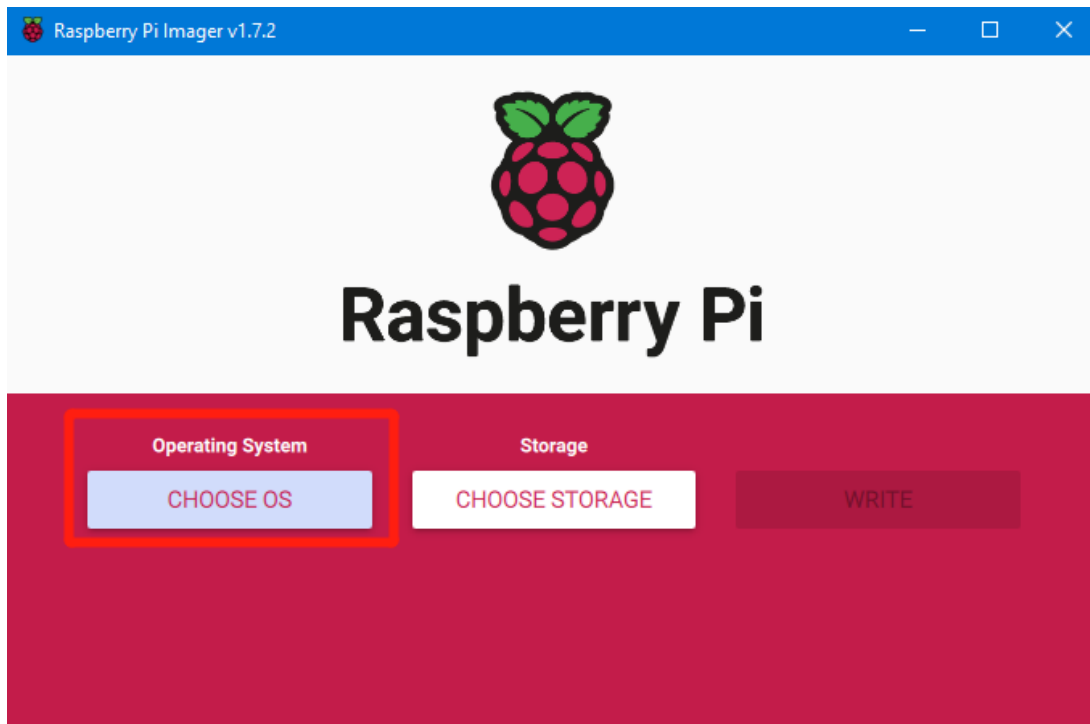 Raspberry Pi Imager v1.7.2
Raspberry Pi
Operating System
Storage
CHOOSE OS
CHOOSE STORAGE
WRITE